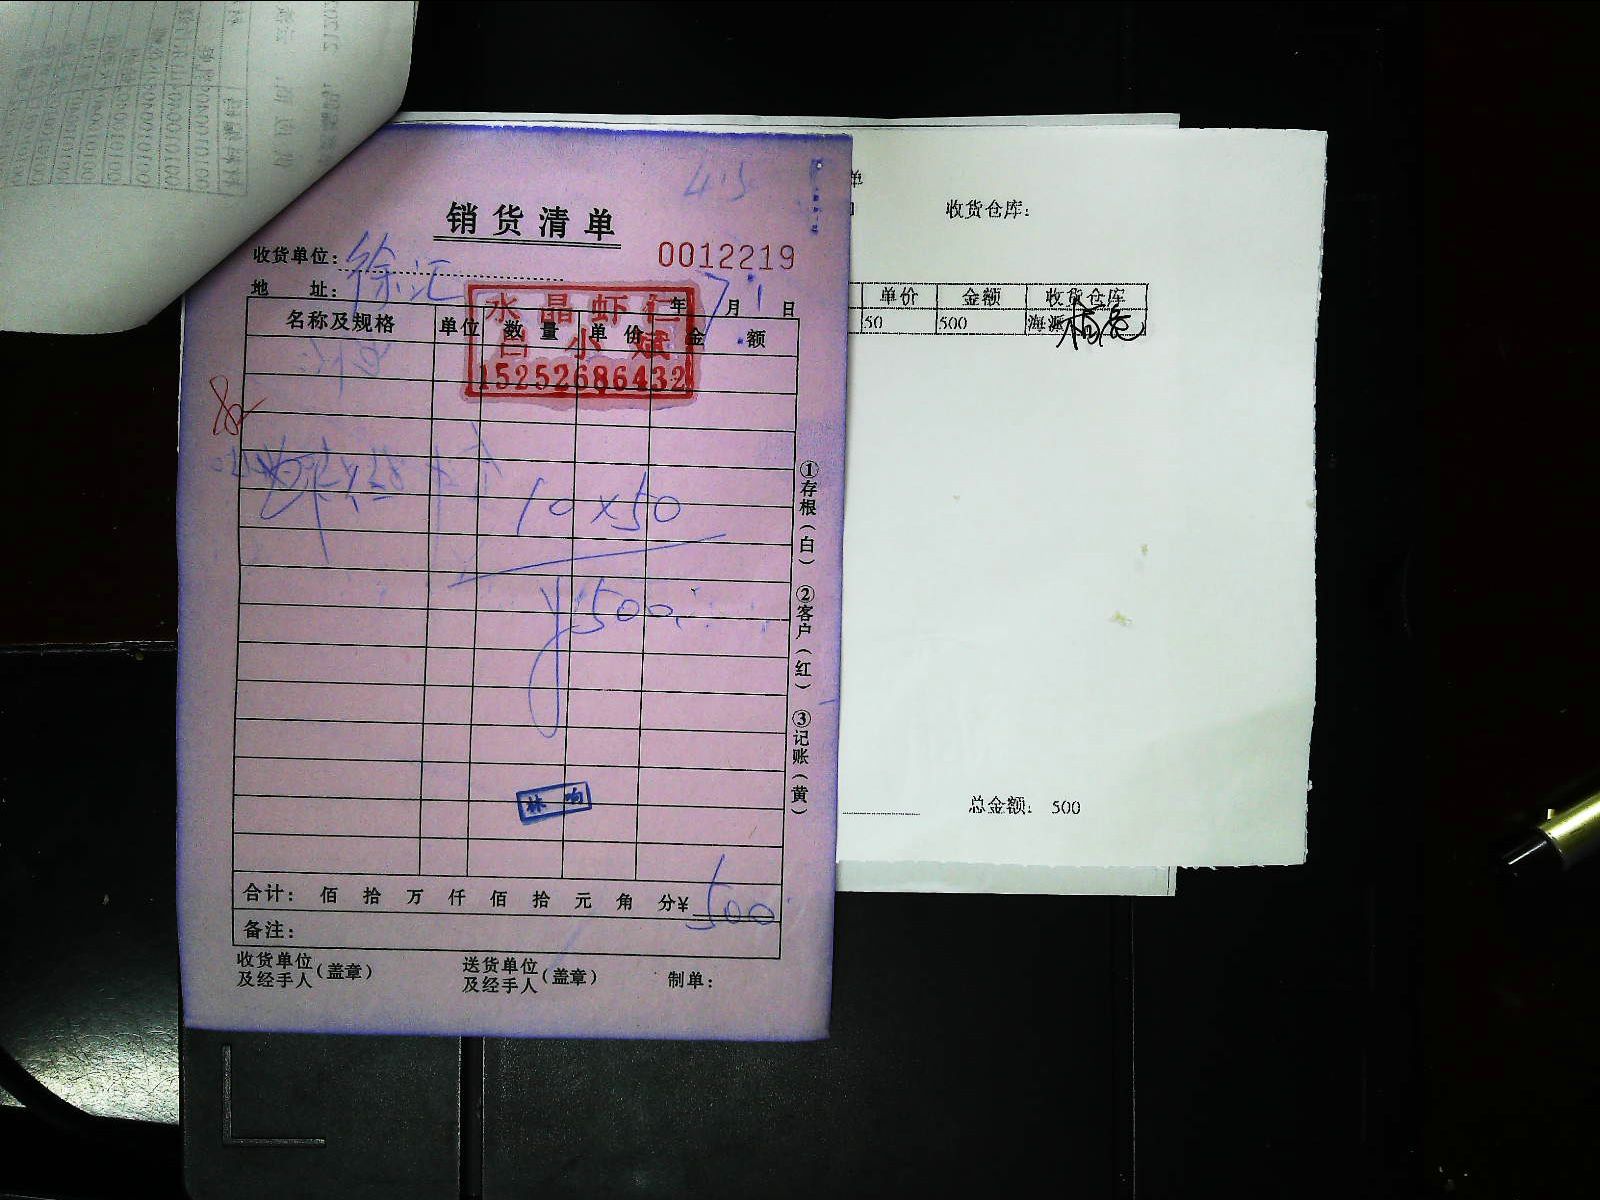 销货清单
0012219
收货单位：徐汇
地 址：
年 7月 1日
水晶虾仁
吕小斌
15252686432
名称及规格 单位 数量 单价 金额
10×50
¥500
林响
合计： 佰 拾 万 仟 佰 拾 元 角 分¥ 500
备注：
收货单位及经手人（盖章） 送货单位及经手人（盖章） 制单：
①存根（白） ②客户（红） ③记账（黄）
单
收货仓库：
单价 金额 收货仓库
50 500 海派
总金额： 500